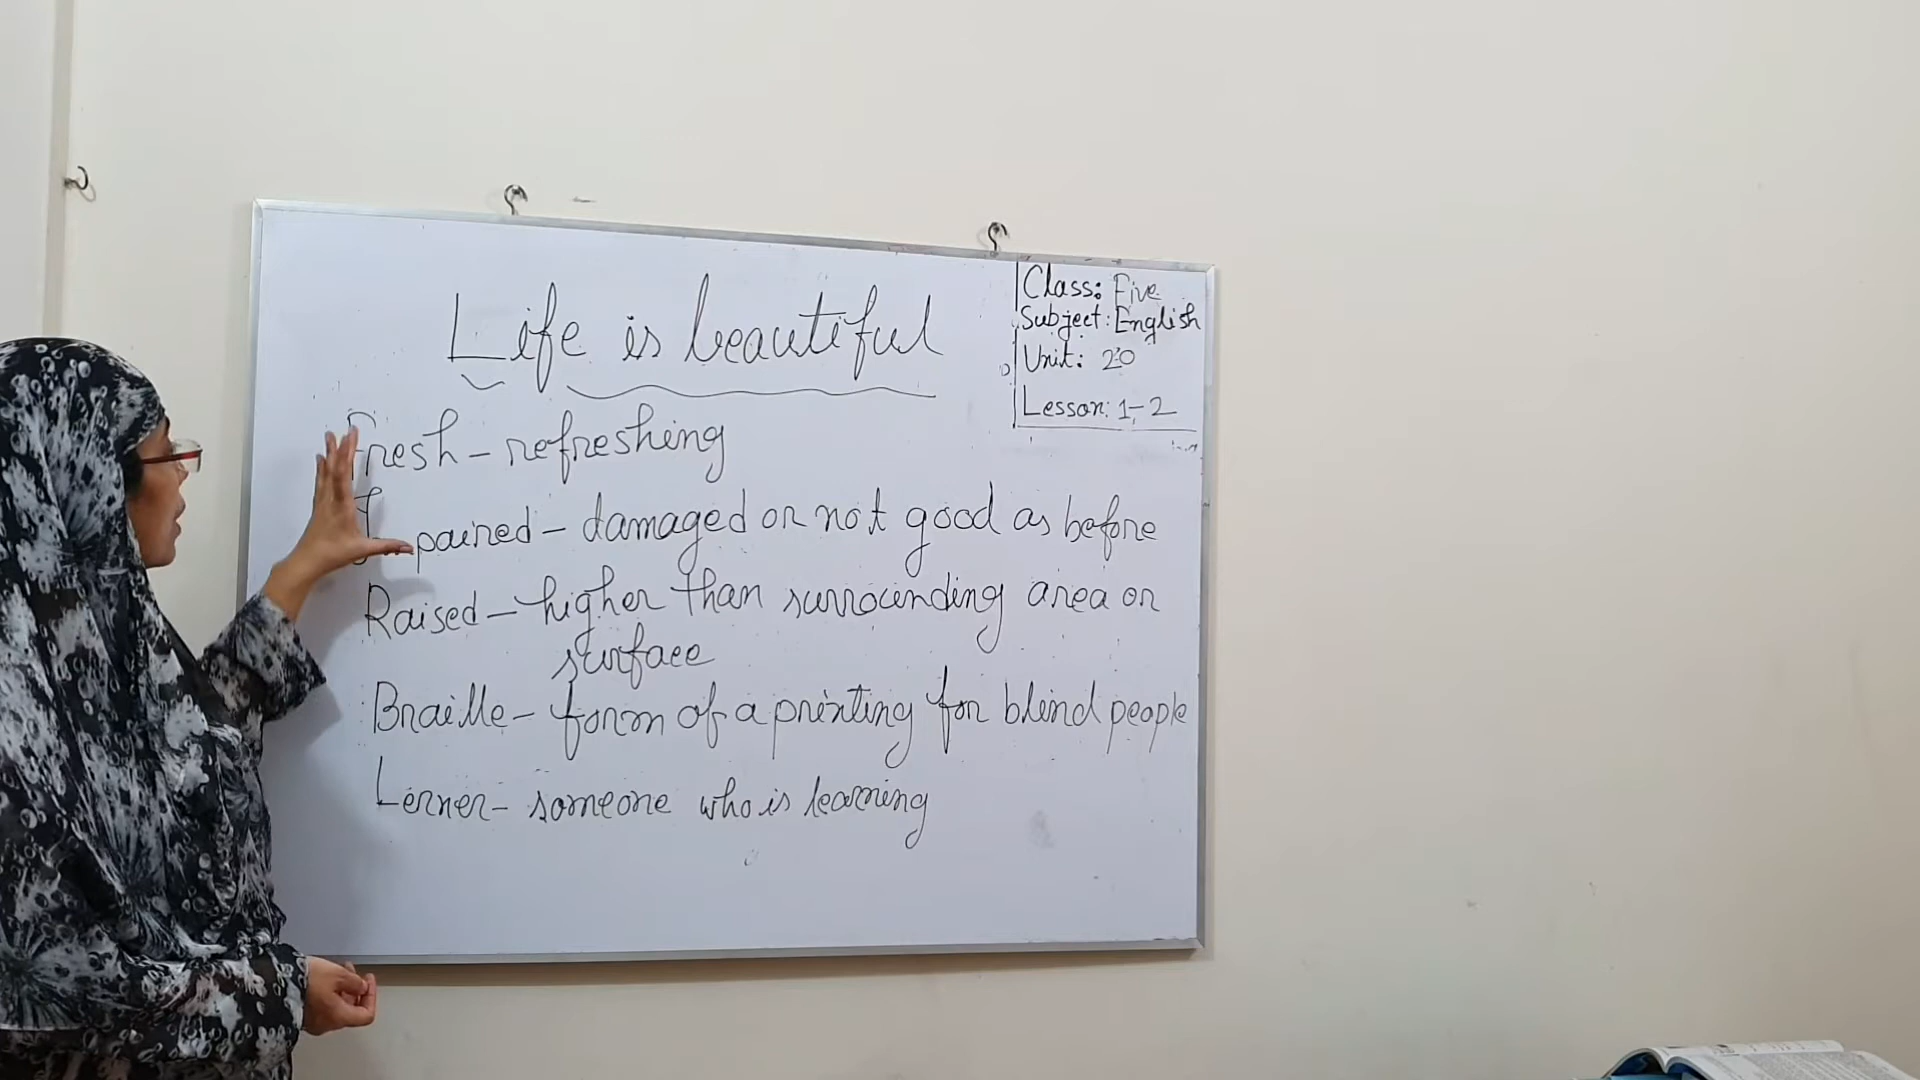 Life is beautiful
Class: Five
Subject: English
Unit: 20
Lesson: 1-2
Fresh - refreshing
Impaired - damaged or not good as before
Raised - higher than surrounding area or
surface
Braille - form of a printing for blind people
Lerner - someone who is learning